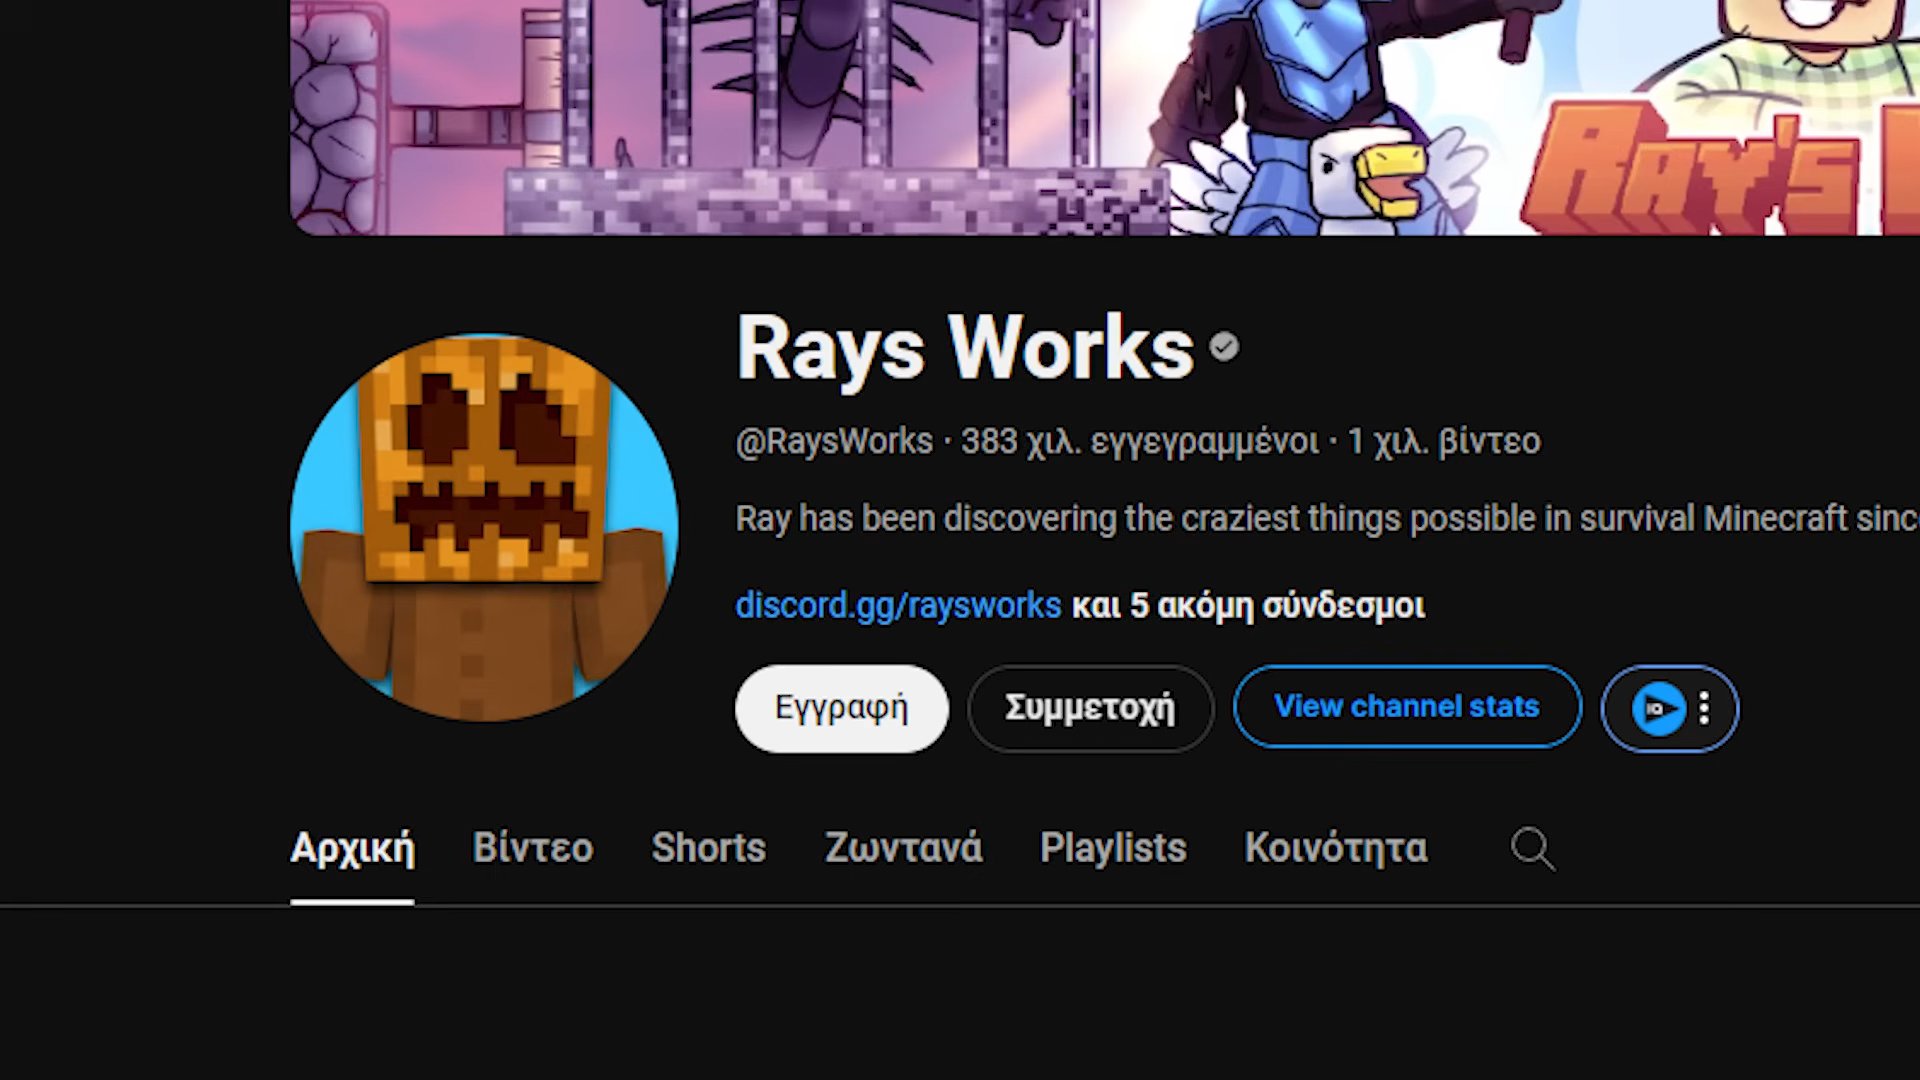 RAY'S
Rays Works
@RaysWorks · 383 χιλ. εγγεγραμμένοι · 1 χιλ. βίντεο
Ray has been discovering the craziest things possible in survival Minecraft
discord.gg/raysworks και 5 ακόμη σύνδεσμοι
Εγγραφή Συμμετοχή View channel stats IQ
Αρχική Βίντεο Shorts Ζωντανά Playlists Κοινότητα